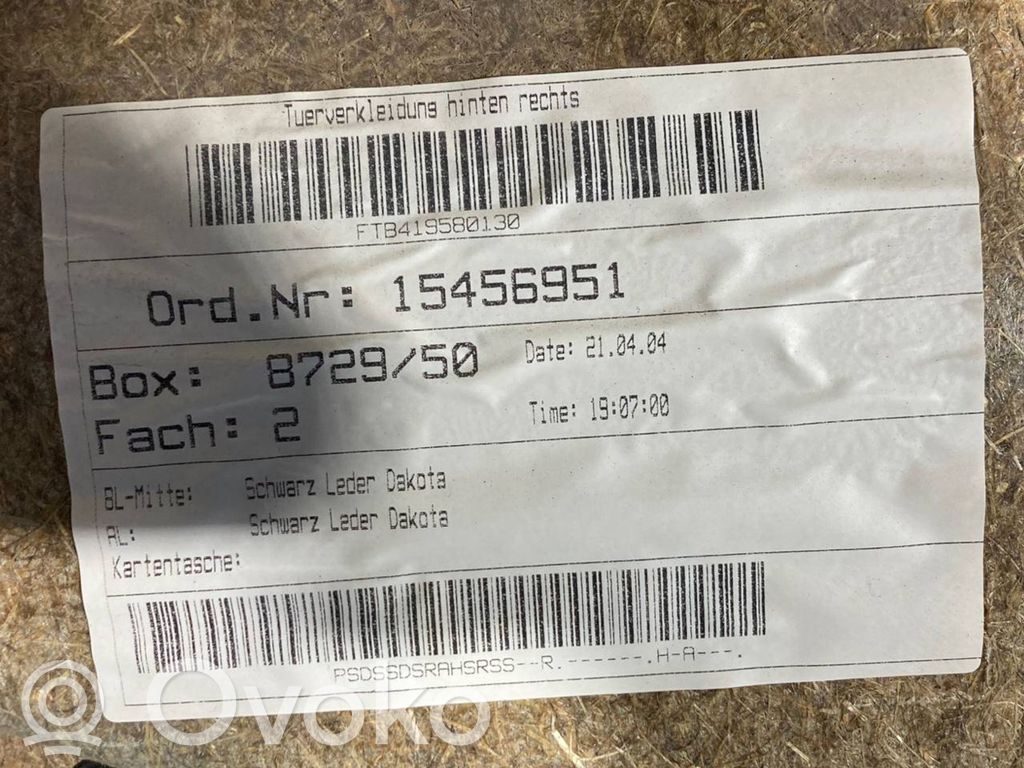 Tuerverkleidung hinten rechts
FTB419580130
Ord.Nr: 15456951
Box: 8729/50 Date: 21.04.04
Fach: 2 Time: 19:07:00
BL-Mitte: Schwarz Leder Dakota
AL: Schwarz Leder Dakota
Kartentasche:
PSDSSDSRAHSRSS--R.------.H-A---.
Ovoko